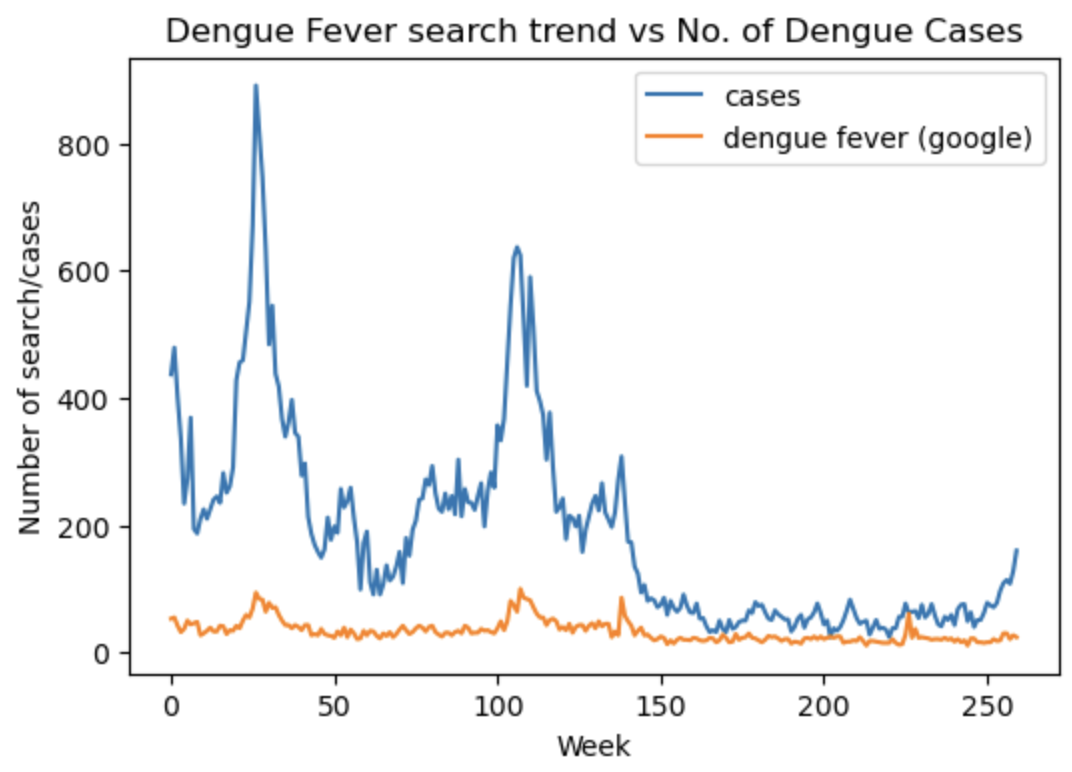 Dengue Fever search trend vs No. of Dengue Cases
cases
dengue fever (google)
Number of search/cases
800
600
400
200
0
0 50 100 150 200 250
Week